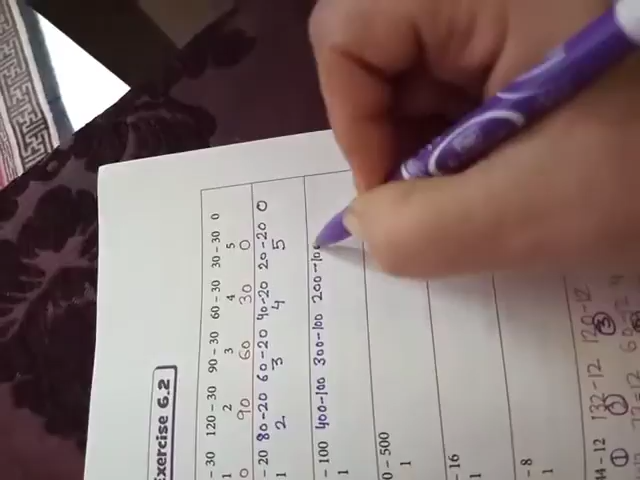 Exercise 6.2
- 30 120 - 30 90 - 30 60 - 30 30 - 30 0
1 2 3 4 5
0 90 60 30 0
- 20 80-20 60-20 40-20 20-20 0
1 2 3 4 5
- 100 400-100 300-100 200-100
1
0 - 500
1
- 16
1
- 8
1
44 - 12 132 - 12 120 - 12
① ③
72 = 12